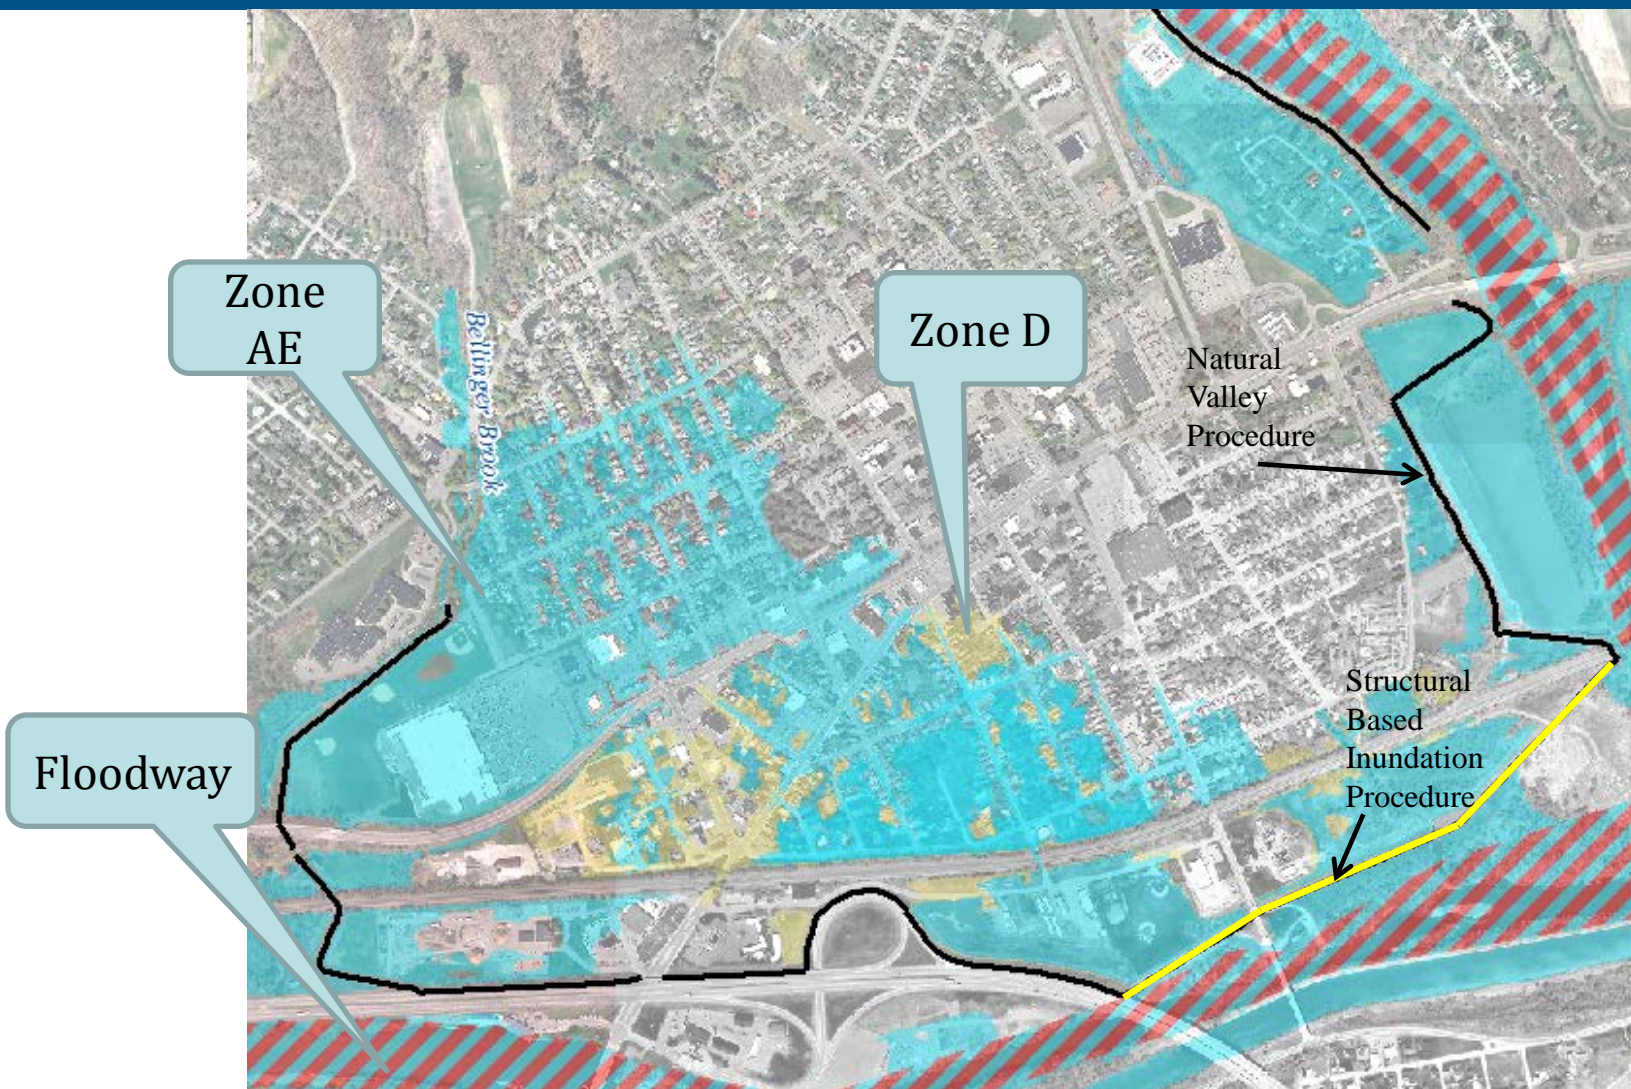 Zone
AE
Bellinger Brook
Zone D
Natural
Valley
Procedure
Floodway
Structural
Based
Inundation
Procedure